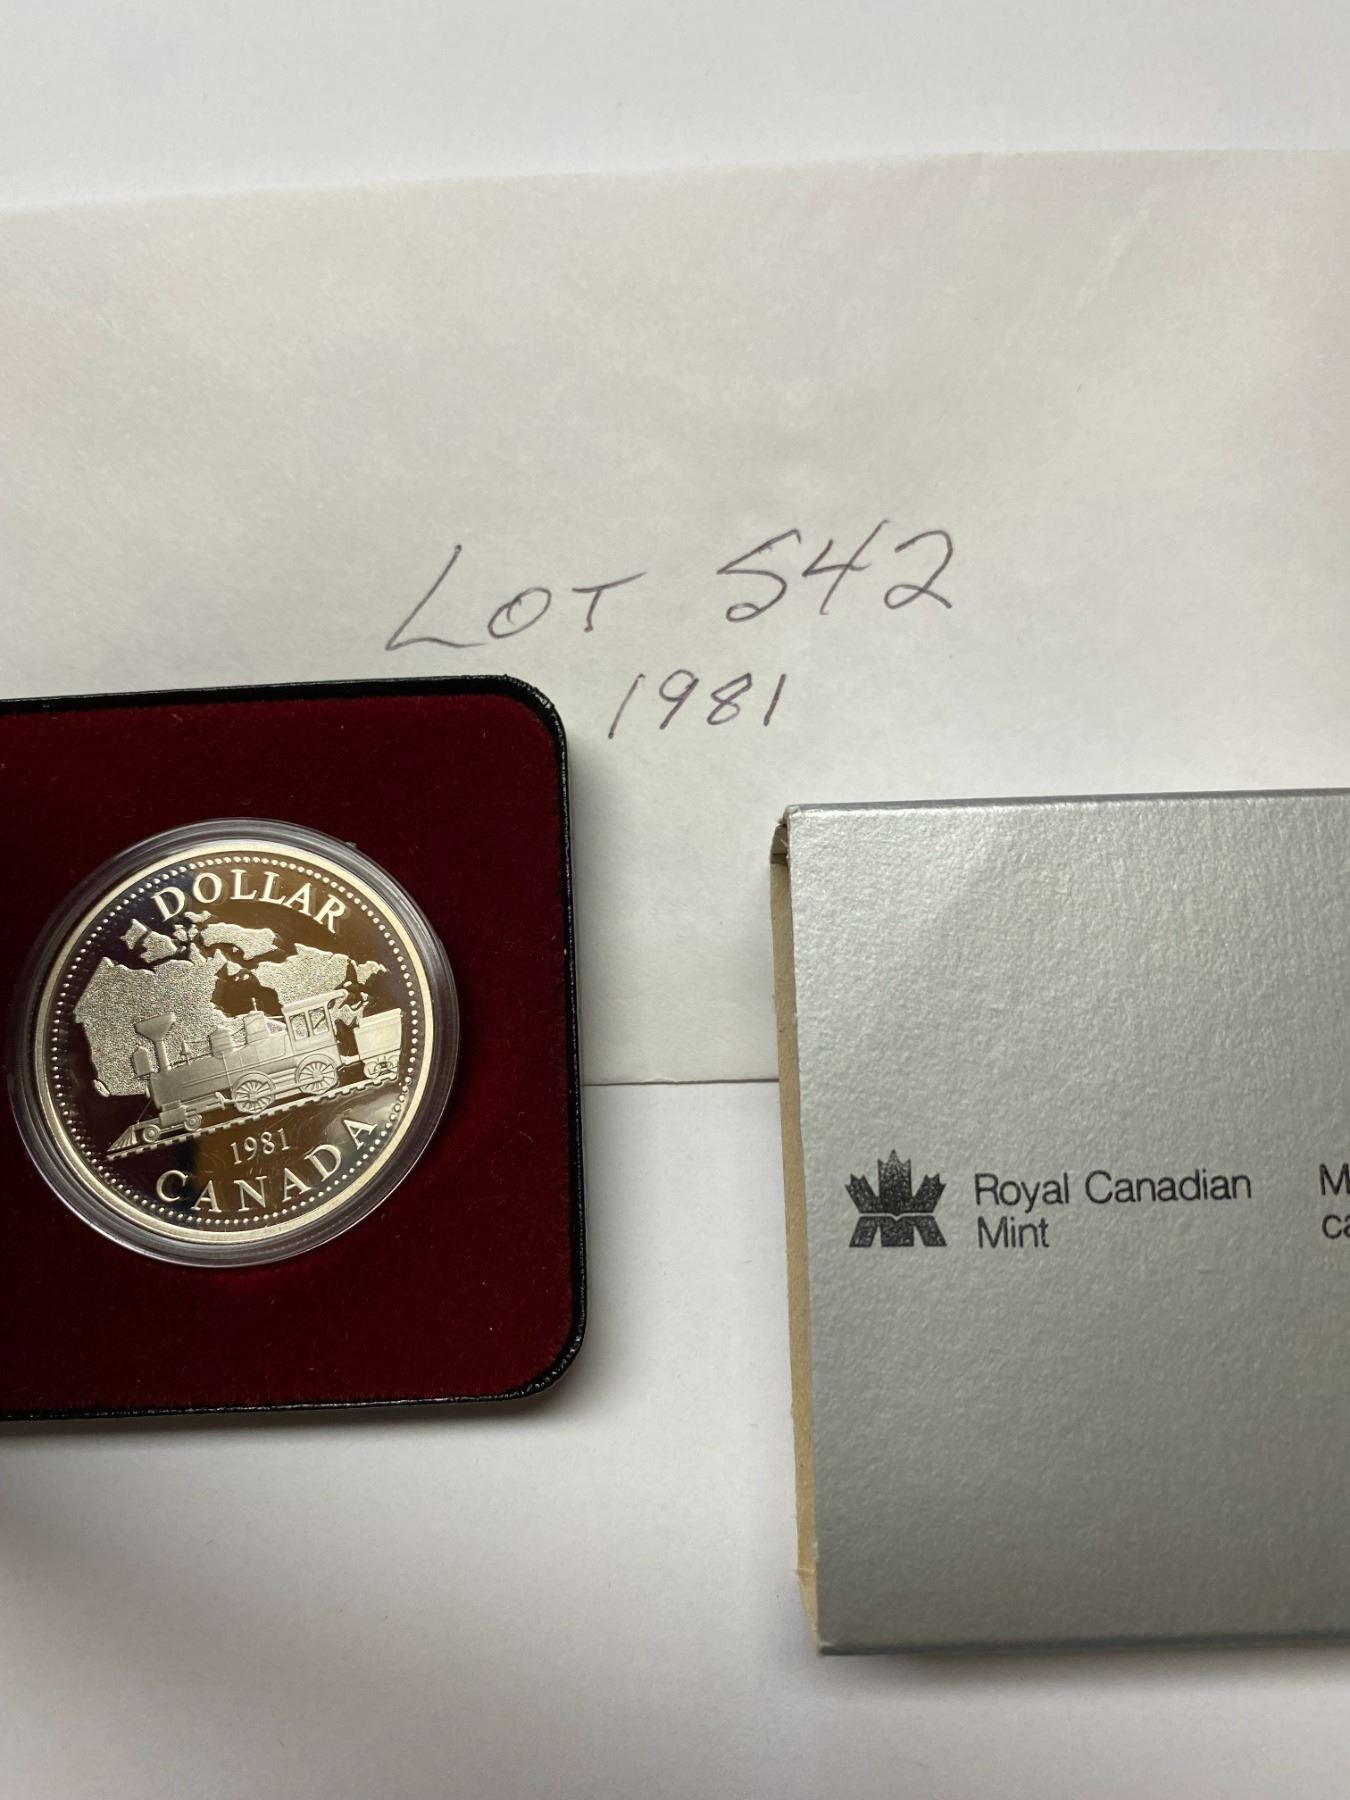 LOT 542
1981
DOLLAR
1981
CANADA
Royal Canadian
Mint